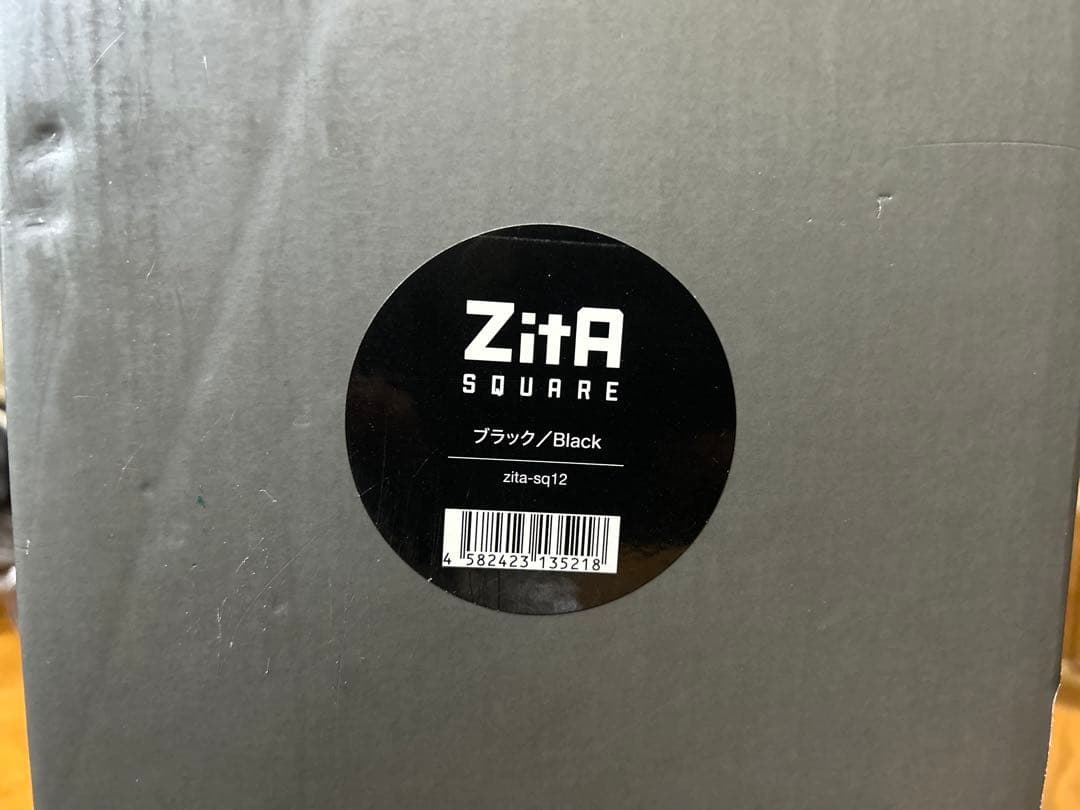 ZitA
SQUARE
ブラック／Black
zita-sq12
4 582423 135218